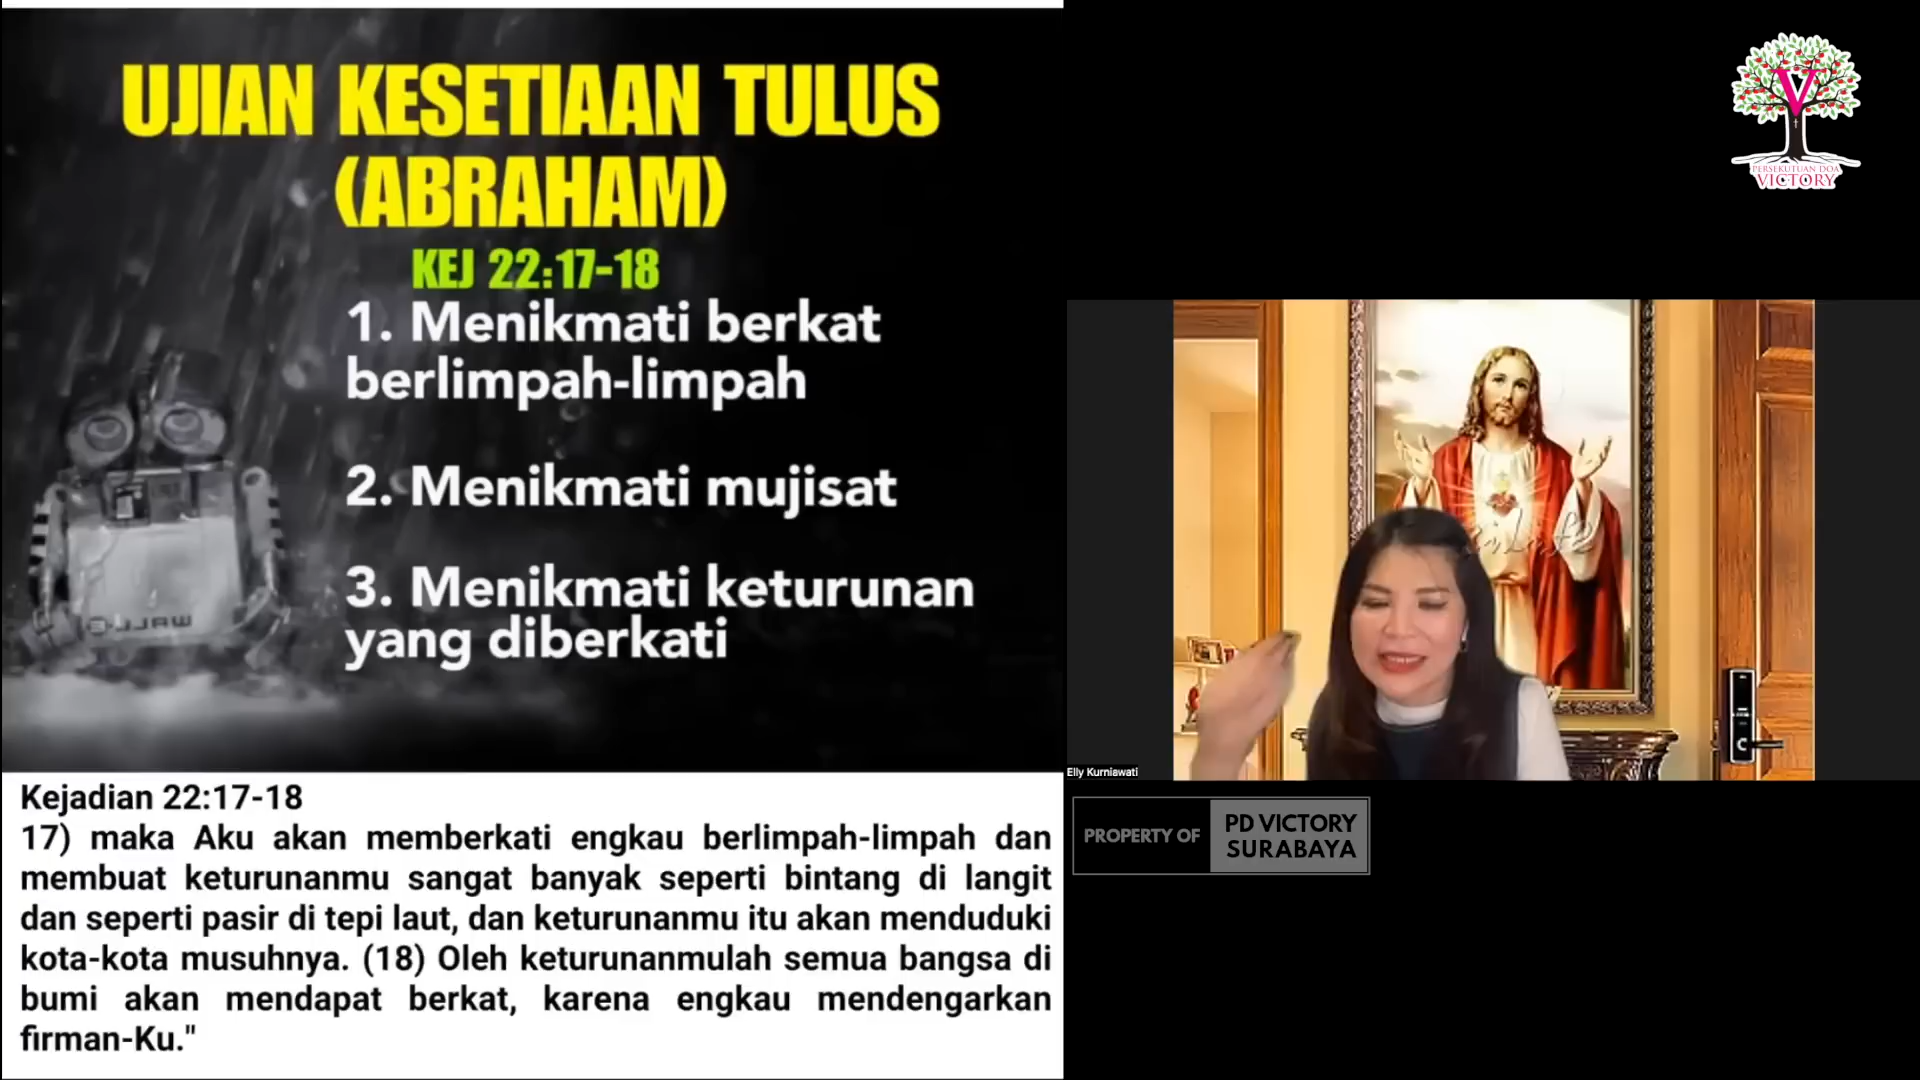 UJIAN KESETIAAN TULUS
(ABRAHAM)
KEJ 22:17-18
1. Menikmati berkat
berlimpah-limpah
2. Menikmati mujisat
3. Menikmati keturunan
yang diberkati
WALL-E
Kejadian 22:17-18
17) maka Aku akan memberkati engkau berlimpah-limpah dan
membuat keturunanmu sangat banyak seperti bintang di langit
dan seperti pasir di tepi laut, dan keturunanmu itu akan menduduki
kota-kota musuhnya. (18) Oleh keturunanmulah semua bangsa di
bumi akan mendapat berkat, karena engkau mendengarkan
firman-Ku."
V
PERSEKUTUAN DOA
VICTORY
Elly Kurniawati
PROPERTY OF
PD VICTORY
SURABAYA